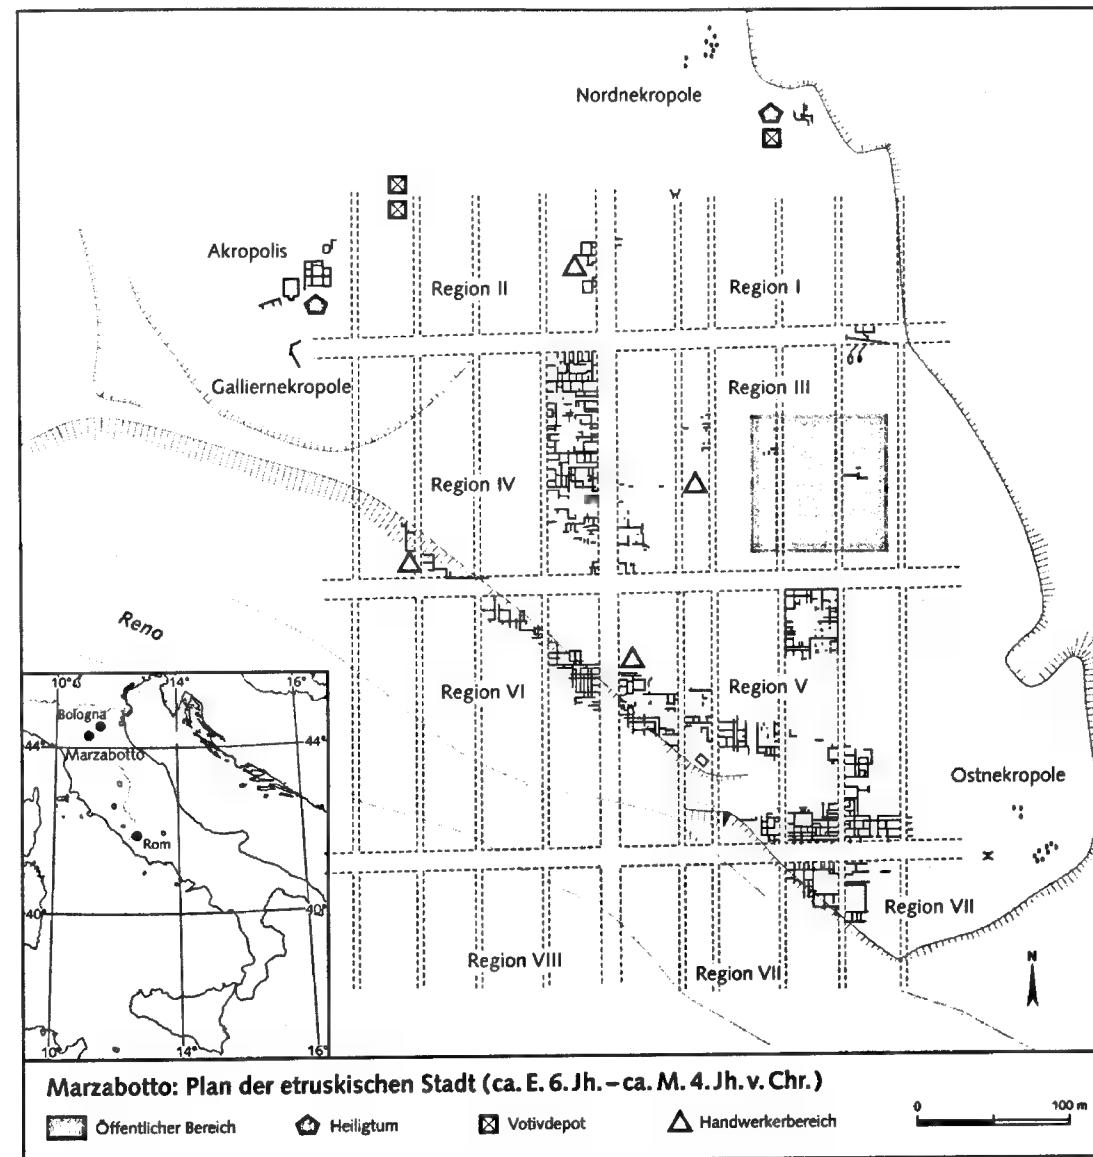 Nordnekropole
Akropolis
Region II
Region I
Galliernekropole
Region III
Region IV
Reno
Region VI
Region V
Ostnekropole
Region VII
Region VIII
Region VII
N
10° 14° 16°
Bologna
44° 44°
Marzabotto
Rom
40° 40°
10° 14° 16°
Marzabotto: Plan der etruskischen Stadt (ca. E. 6. Jh. – ca. M. 4. Jh. v. Chr.)
Öffentlicher Bereich
Heiligtum
Votivdepot
Handwerkerbereich
0 100 m